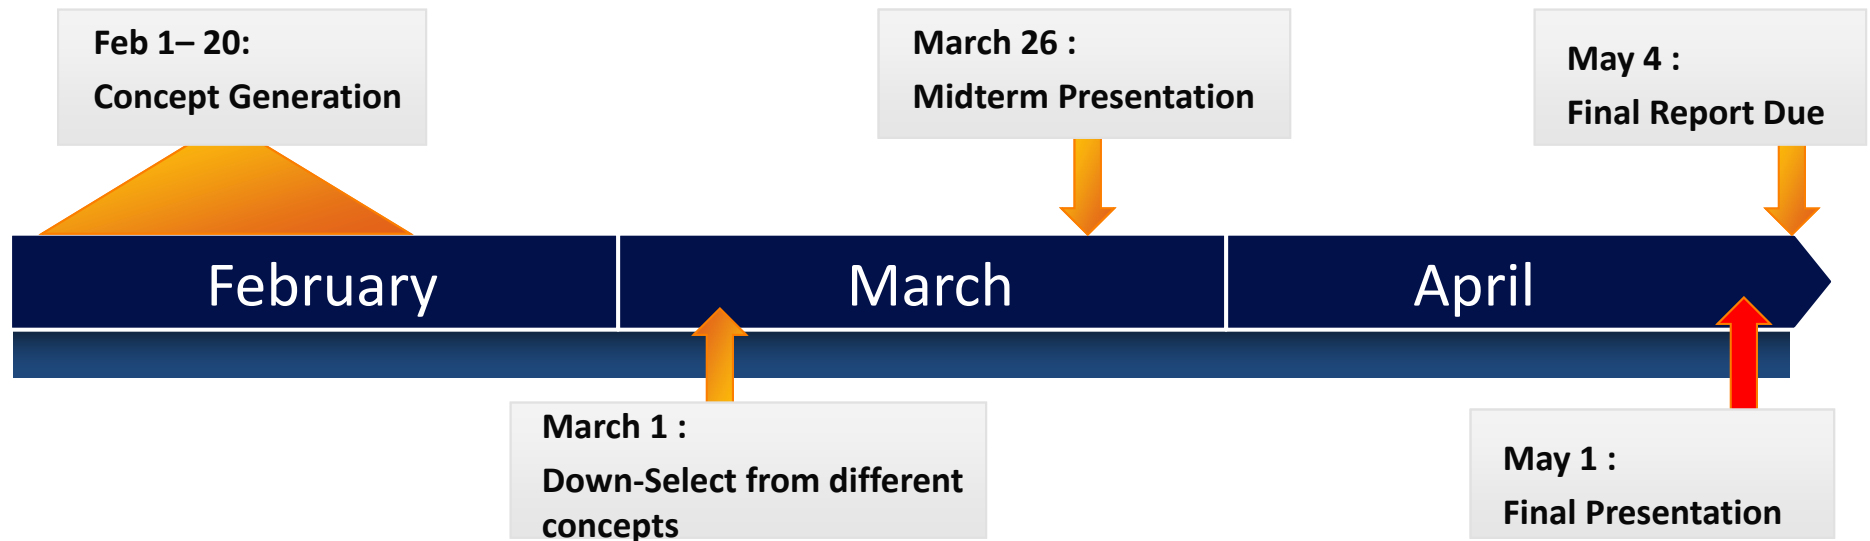 Feb 1– 20:
Concept Generation
March 26 :
Midterm Presentation
May 4 :
Final Report Due
February
March
April
March 1 :
Down-Select from different
concepts
May 1 :
Final Presentation